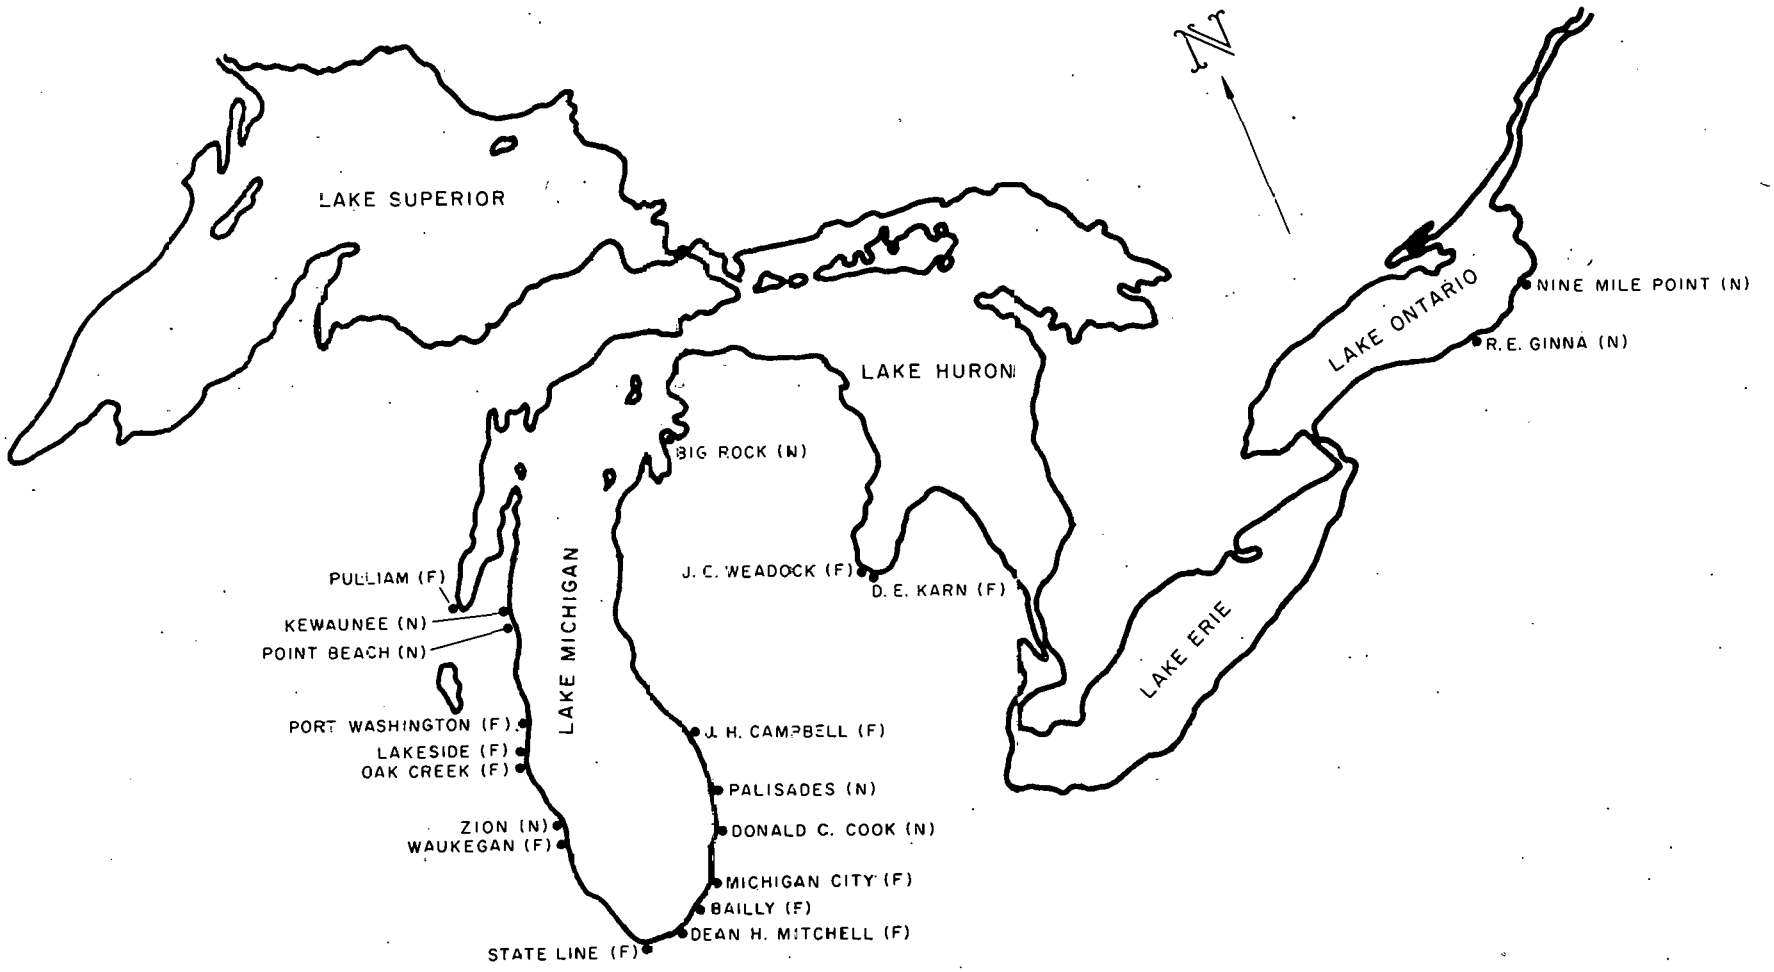 N
LAKE SUPERIOR
NINE MILE POINT (N)
LAKE ONTARIO
R. E. GINNA (N)
LAKE HURON
BIG ROCK (N)
PULLIAM (F)
J. C. WEADOCK (F)
D. E. KARN (F)
KEWAUNEE (N)
POINT BEACH (N)
LAKE MICHIGAN
LAKE ERIE
PORT WASHINGTON (F)
J. H. CAMPBELL (F)
LAKESIDE (F)
OAK CREEK (F)
PALISADES (N)
ZION (N)
DONALD C. COOK (N)
WAUKEGAN (F)
MICHIGAN CITY (F)
BAILLY (F)
DEAN H. MITCHELL (F)
STATE LINE (F)